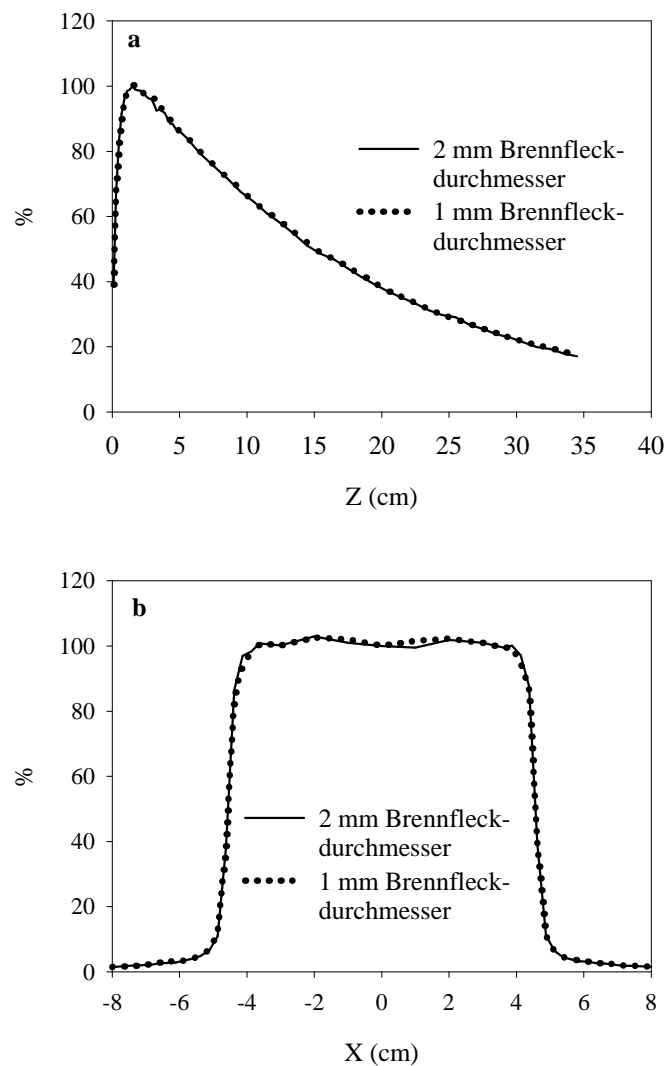 a
120
100
80
60
40
20
0
%
2 mm Brennfleck-
durchmesser
1 mm Brennfleck-
durchmesser
0 5 10 15 20 25 30 35 40
Z (cm)
b
120
100
80
60
40
20
0
%
2 mm Brennfleck-
durchmesser
1 mm Brennfleck-
durchmesser
-8 -6 -4 -2 0 2 4 6 8
X (cm)